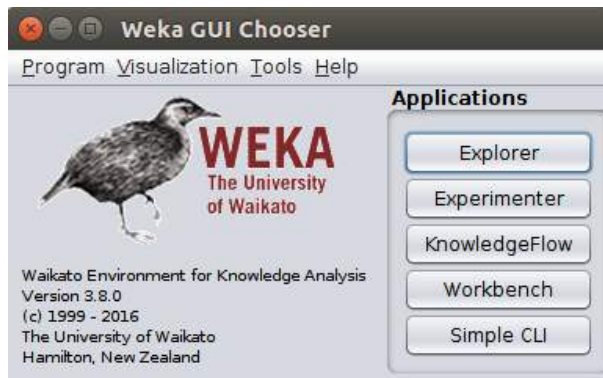 Weka GUI Chooser
Program Visualization Tools Help
WEKA
The University
of Waikato
Waikato Environment for Knowledge Analysis
Version 3.8.0
(c) 1999 - 2016
The University of Waikato
Hamilton, New Zealand
Applications
Explorer
Experimenter
KnowledgeFlow
Workbench
Simple CLI